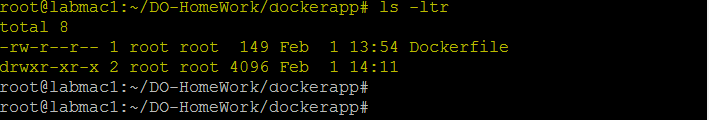 root@labmac1:~/DO-HomeWork/dockerapp# ls -ltr
total 8
-rw-r--r-- 1 root root  149 Feb  1 13:54 Dockerfile
drwxr-xr-x 2 root root 4096 Feb  1 14:11
root@labmac1:~/DO-HomeWork/dockerapp#
root@labmac1:~/DO-HomeWork/dockerapp#